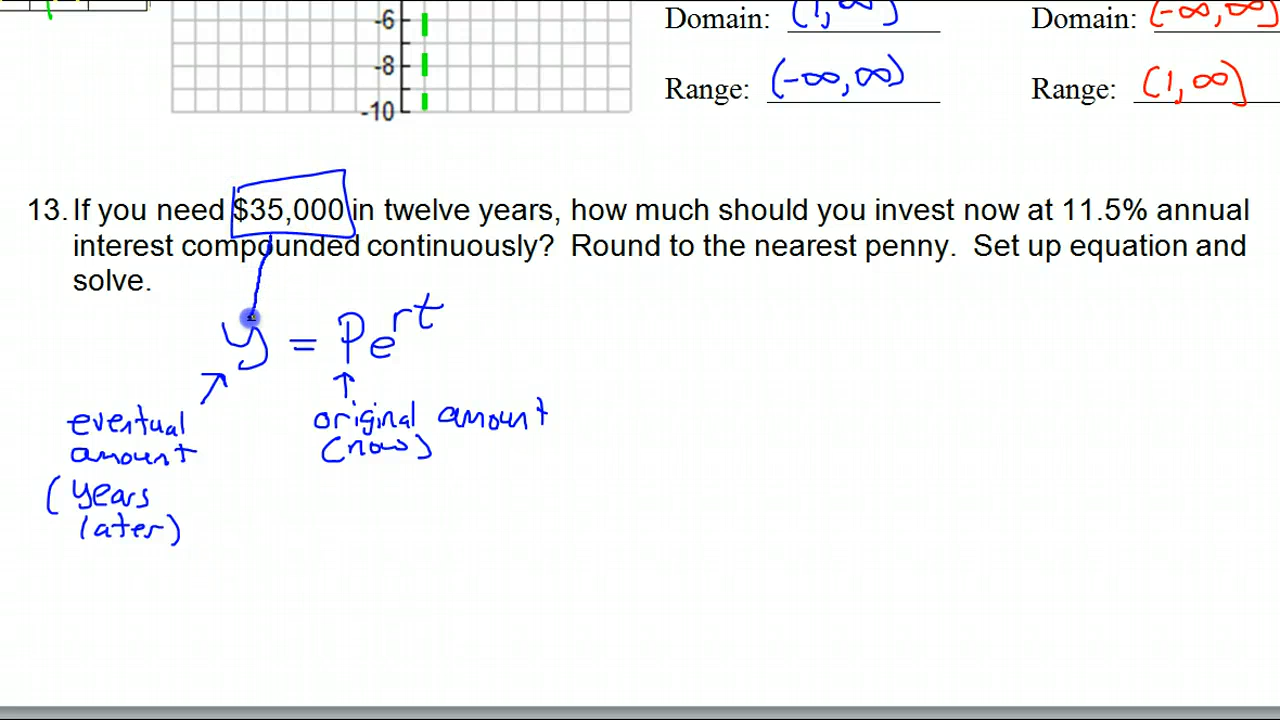 -6
Domain: (1, ∞) Domain: (-∞, ∞)
-8
Range: (-∞, ∞) Range: (1, ∞)
-10
13. If you need $35,000 in twelve years, how much should you invest now at 11.5% annual
interest compounded continuously? Round to the nearest penny. Set up equation and
solve.
y = Pe^rt
eventual original amount
amount (now)
(years
later)